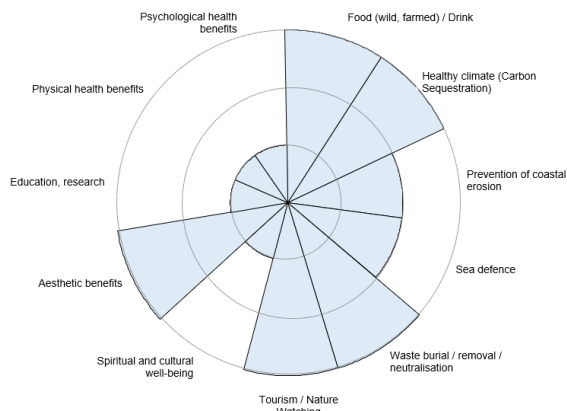 Psychological health
benefits
Food (wild, farmed) / Drink
Healthy climate (Carbon
Sequestration)
Prevention of coastal
erosion
Sea defence
Waste burial / removal /
neutralisation
Tourism / Nature
Watching
Spiritual and cultural
well-being
Aesthetic benefits
Education, research
Physical health benefits